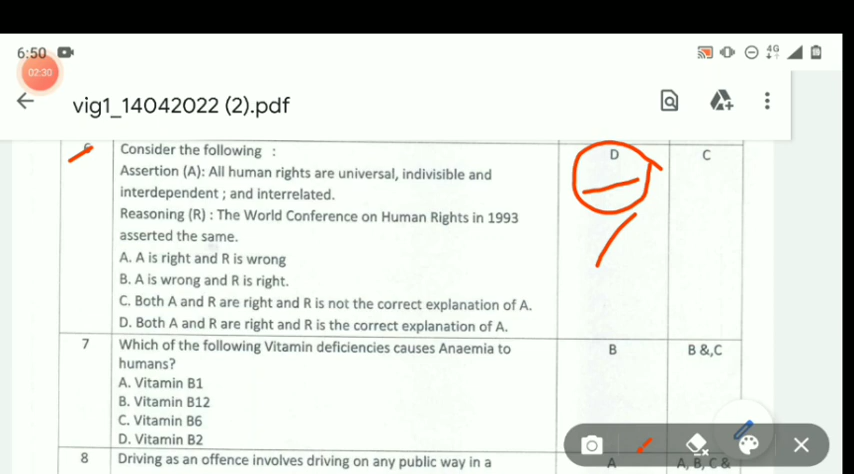 6:50
4G
02:30
vig1_14042022 (2).pdf
6 Consider the following : D C
Assertion (A): All human rights are universal, indivisible and
interdependent ; and interrelated.
Reasoning (R) : The World Conference on Human Rights in 1993
asserted the same.
A. A is right and R is wrong
B. A is wrong and R is right.
C. Both A and R are right and R is not the correct explanation of A.
D. Both A and R are right and R is the correct explanation of A.
7 Which of the following Vitamin deficiencies causes Anaemia to B B &,C
humans?
A. Vitamin B1
B. Vitamin B12
C. Vitamin B6
D. Vitamin B2
8 Driving as an offence involves driving on any public way in a A A, B, C &